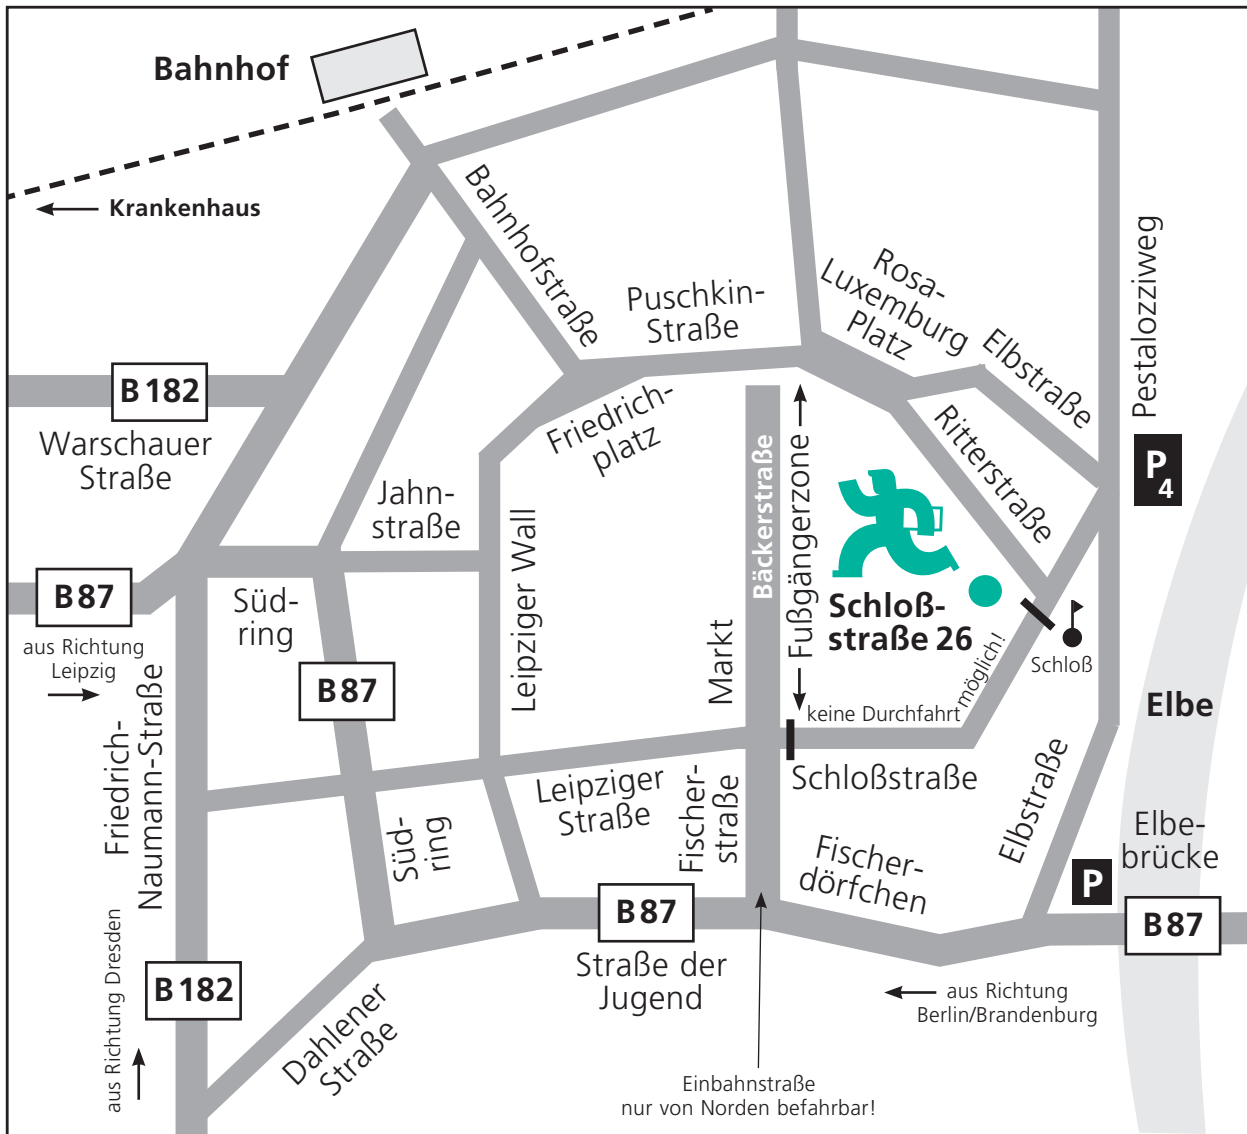 Bahnhof
Krankenhaus
Bahnhofstraße
Puschkin-
Straße
Rosa-
Luxemburg
Platz
Elbstraße
Pestalozziweg
B 182
Warschauer
Straße
Friedrich-
platz
Ritterstraße
P
4
Jahn-
straße
Leipziger Wall
Bäckerstraße
Fußgängerzone
Schloß-
straße 26
B 87
aus Richtung
Leipzig
Süd-
ring
B 87
Markt
keine Durchfahrt möglich!
Schloß
Elbe
Friedrich-
Naumann-Straße
Leipziger
Straße
Fischer-
straße
Schloßstraße
Elbstraße
Süd-
ring
Fischer-
dörfchen
Elbe-
brücke
P
B 87
B 87
Straße der
Jugend
aus Richtung Dresden
B 182
Dahlener
Straße
aus Richtung
Berlin/Brandenburg
Einbahnstraße
nur von Norden befahrbar!